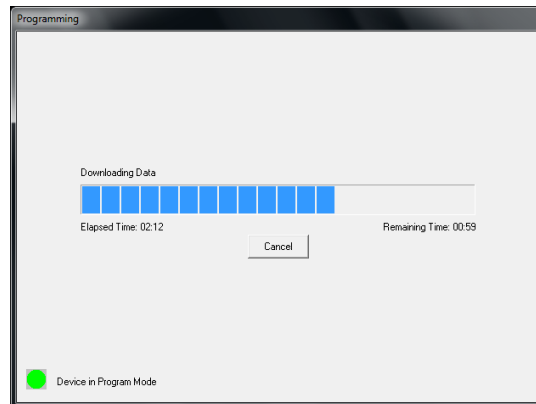 Programming
Downloading Data
Elapsed Time: 02:12
Remaining Time: 00:59
Cancel
Device in Program Mode